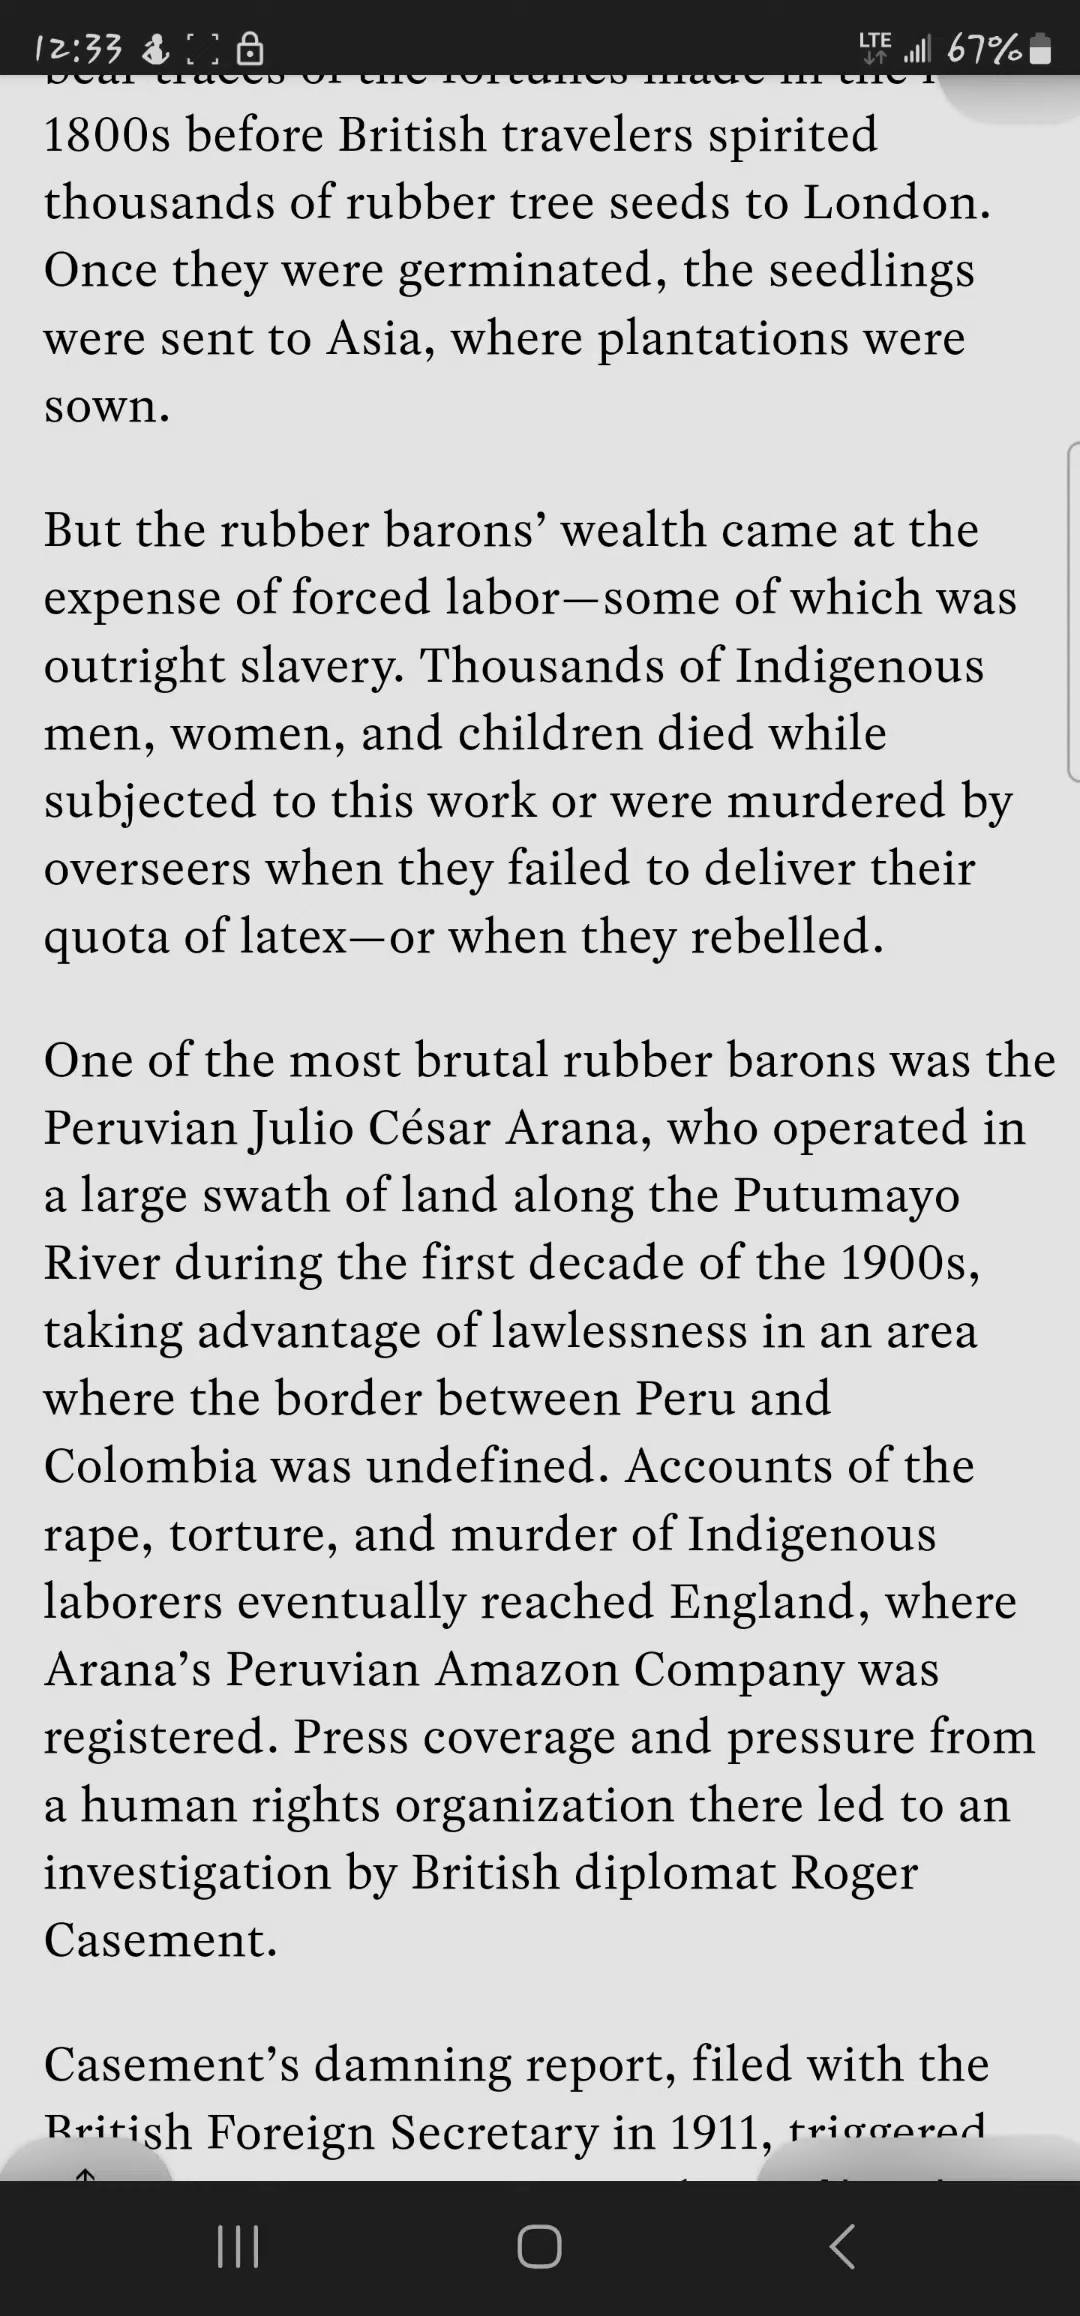 12:33 LTE 67%
bear traces of the fortunes made in the
1800s before British travelers spirited
thousands of rubber tree seeds to London.
Once they were germinated, the seedlings
were sent to Asia, where plantations were
sown.
But the rubber barons’ wealth came at the
expense of forced labor—some of which was
outright slavery. Thousands of Indigenous
men, women, and children died while
subjected to this work or were murdered by
overseers when they failed to deliver their
quota of latex—or when they rebelled.
One of the most brutal rubber barons was the
Peruvian Julio César Arana, who operated in
a large swath of land along the Putumayo
River during the first decade of the 1900s,
taking advantage of lawlessness in an area
where the border between Peru and
Colombia was undefined. Accounts of the
rape, torture, and murder of Indigenous
laborers eventually reached England, where
Arana’s Peruvian Amazon Company was
registered. Press coverage and pressure from
a human rights organization there led to an
investigation by British diplomat Roger
Casement.
Casement’s damning report, filed with the
British Foreign Secretary in 1911, triggered